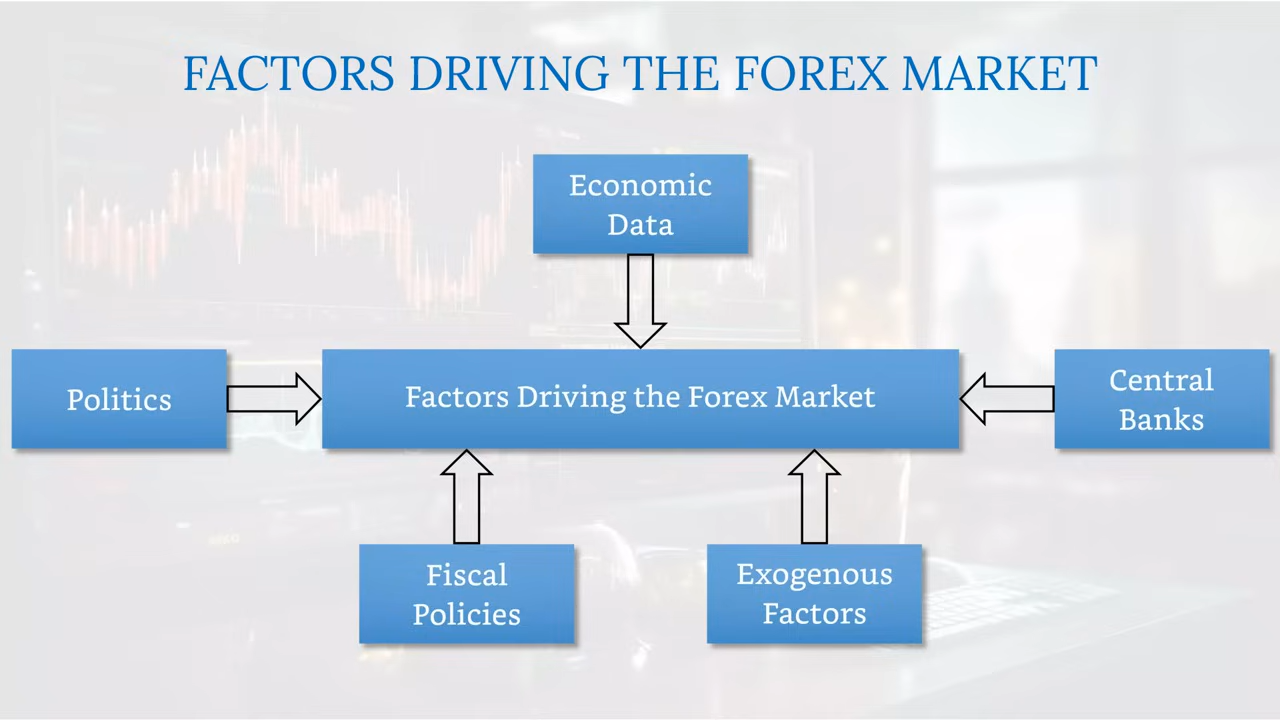 FACTORS DRIVING THE FOREX MARKET
Economic
Data
Politics
Factors Driving the Forex Market
Central
Banks
Fiscal
Policies
Exogenous
Factors